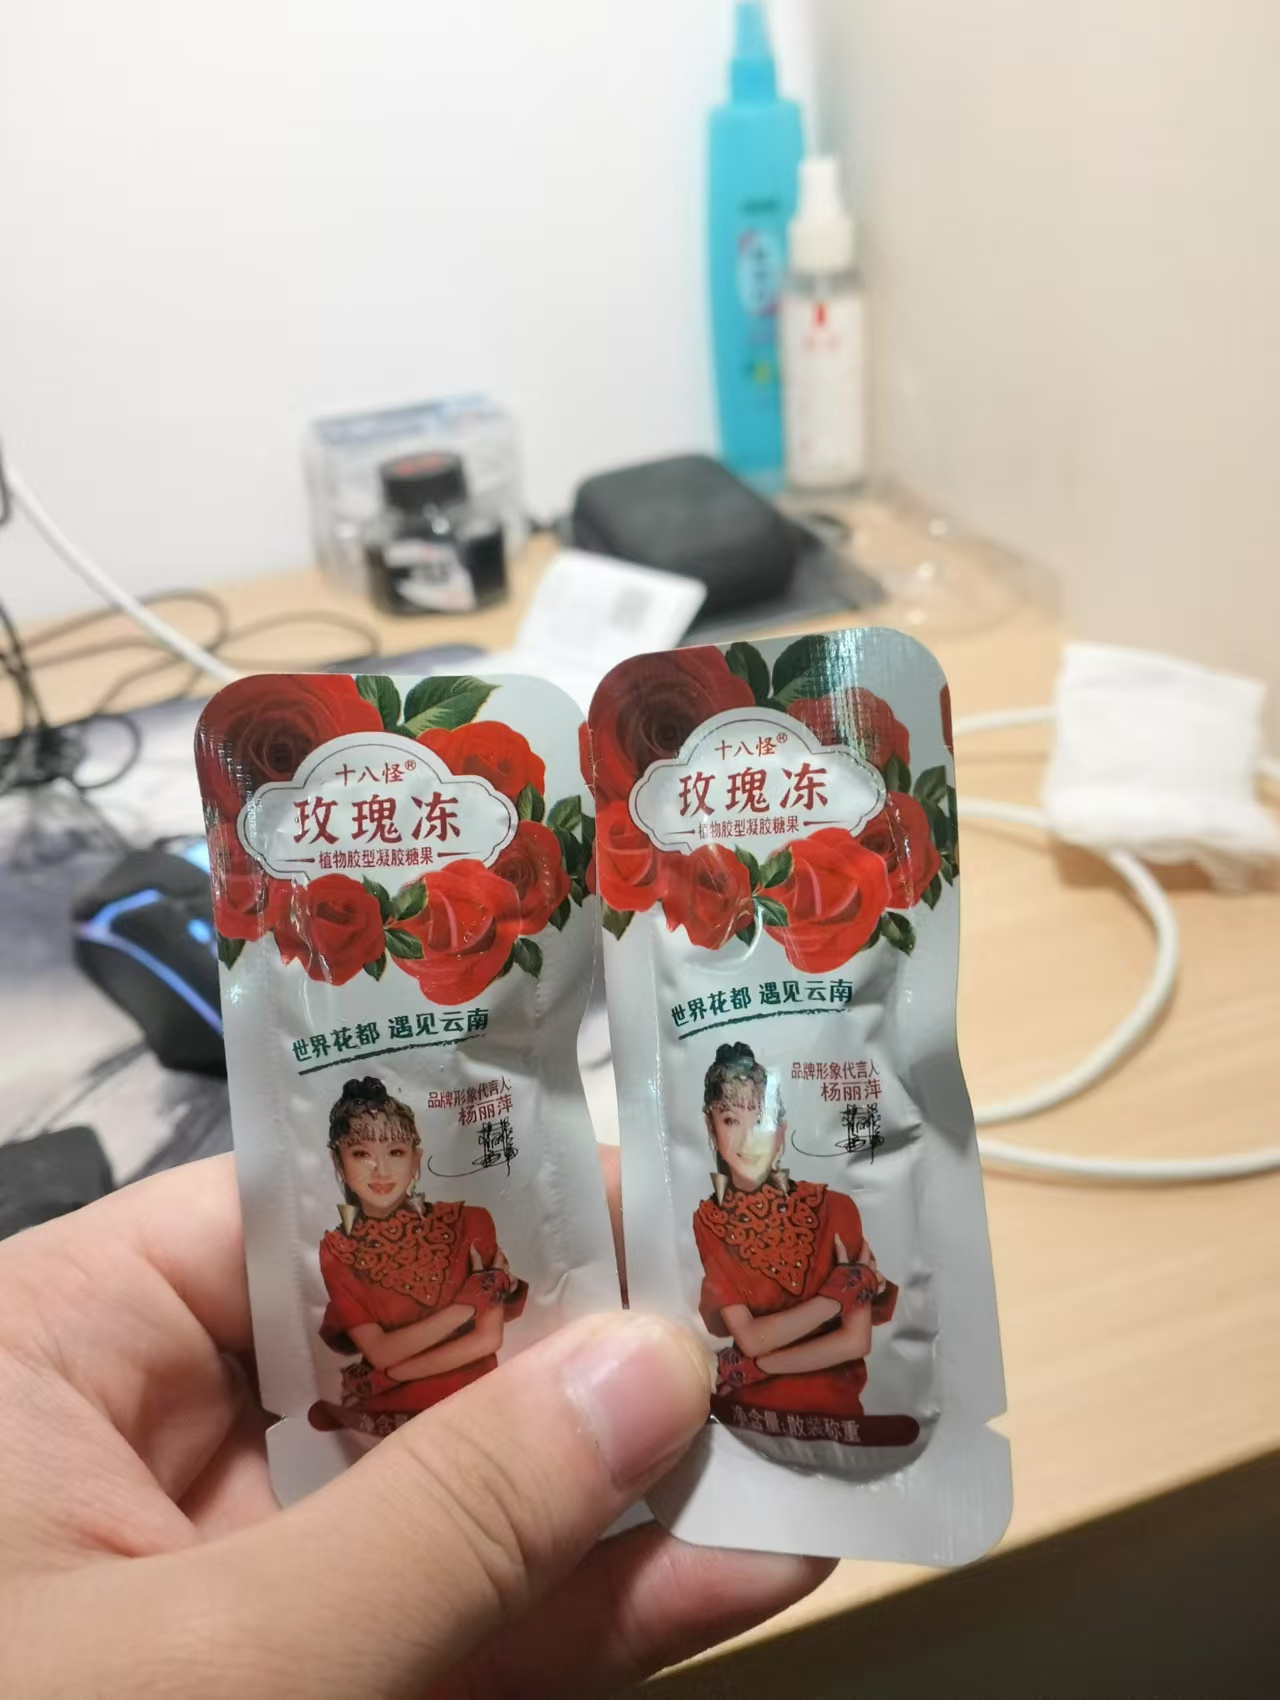 十八怪®
玫瑰冻
植物胶型凝胶糖果
世界花都 遇见云南
品牌形象代言人
杨丽萍
净含量
十八怪®
玫瑰冻
植物胶型凝胶糖果
世界花都 遇见云南
品牌形象代言人
杨丽萍
净含量:散装称重